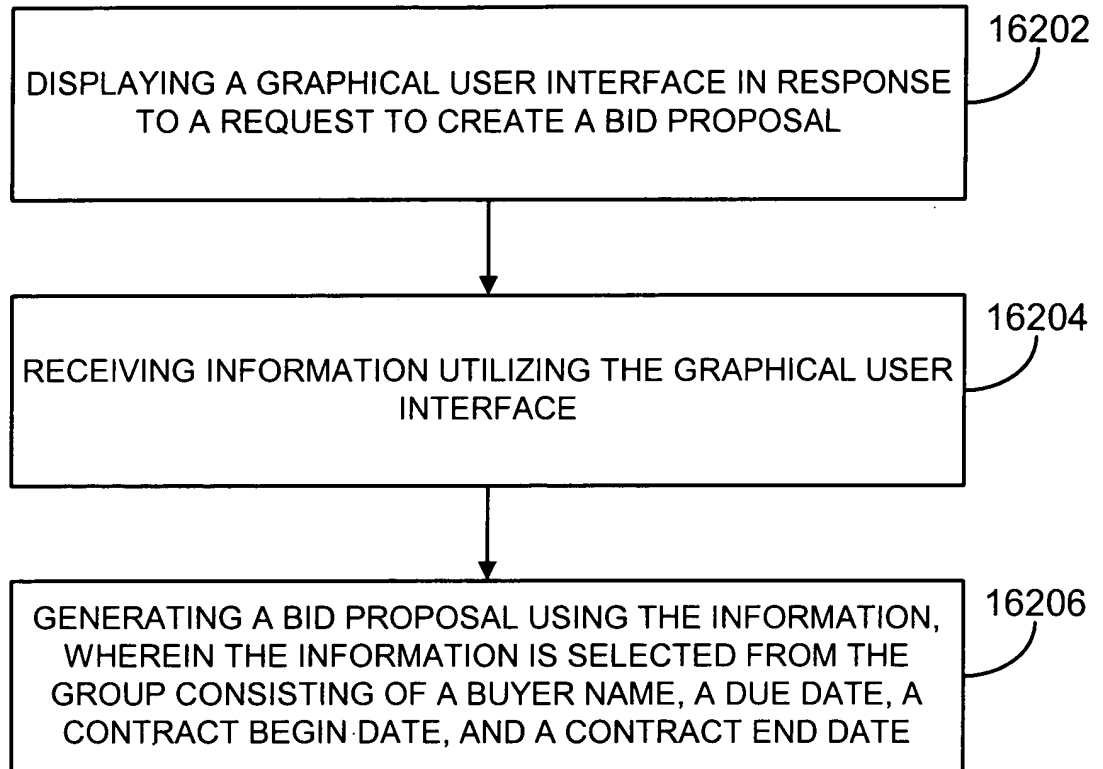 16202
DISPLAYING A GRAPHICAL USER INTERFACE IN RESPONSE
TO A REQUEST TO CREATE A BID PROPOSAL
16204
RECEIVING INFORMATION UTILIZING THE GRAPHICAL USER
INTERFACE
16206
GENERATING A BID PROPOSAL USING THE INFORMATION,
WHEREIN THE INFORMATION IS SELECTED FROM THE
GROUP CONSISTING OF A BUYER NAME, A DUE DATE, A
CONTRACT BEGIN DATE, AND A CONTRACT END DATE